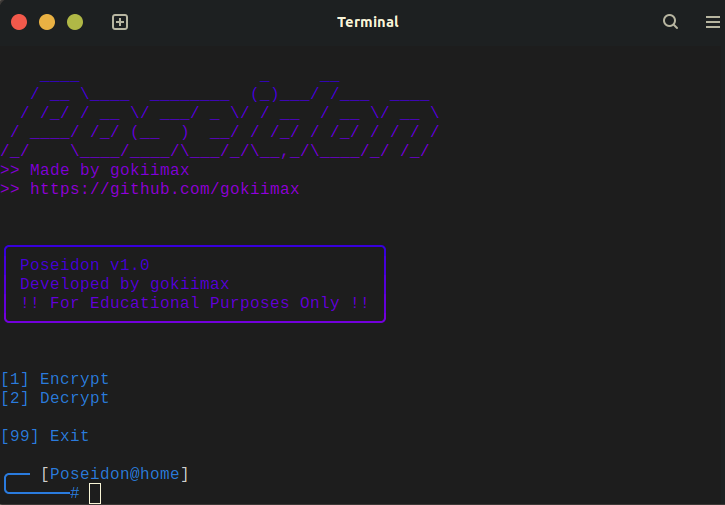 Terminal
Poseidon
>> Made by gokiimax
>> https://github.com/gokiimax
Poseidon v1.0
Developed by gokiimax
!! For Educational Purposes Only !!
[1] Encrypt
[2] Decrypt
[99] Exit
[Poseidon@home]
#